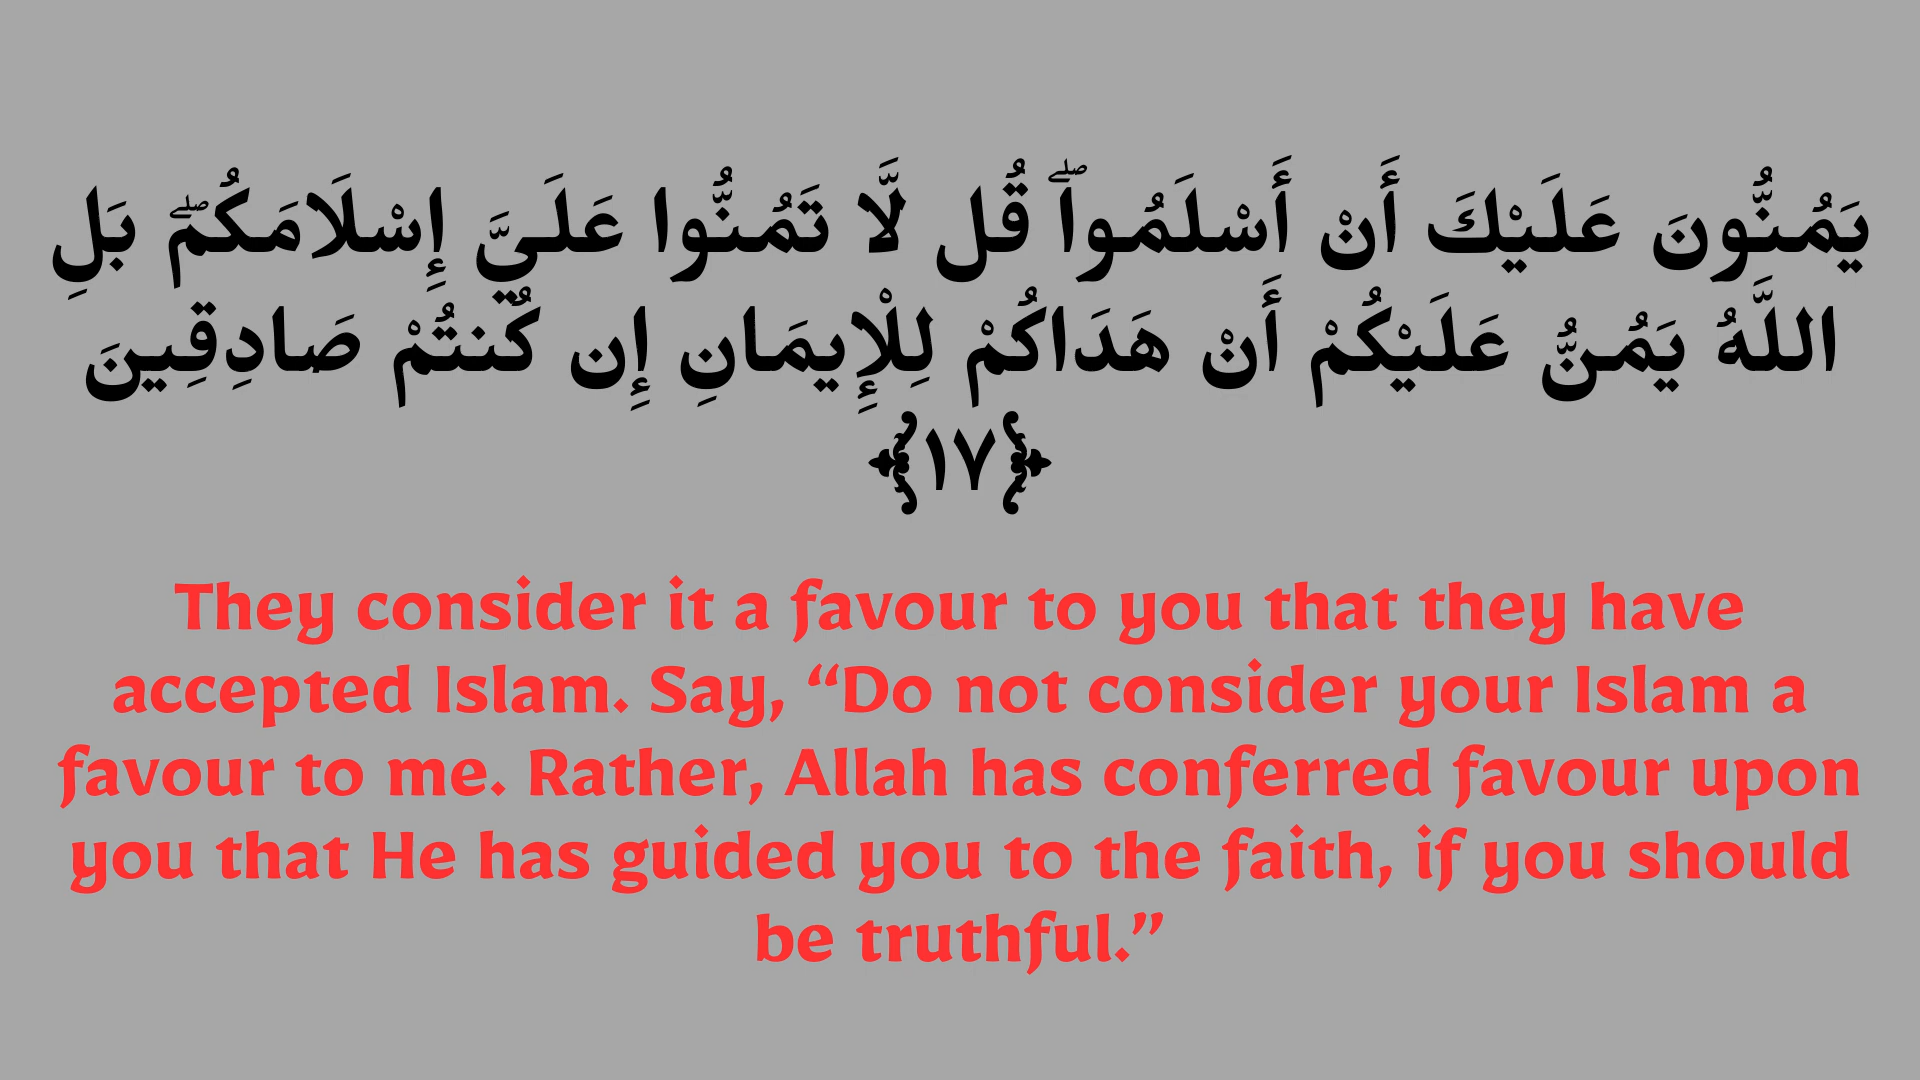 يَمُنُّونَ عَلَيْكَ أَنْ أَسْلَمُوا ۖ قُل لَّا تَمُنُّوا عَلَيَّ إِسْلَامَكُم ۖ بَلِ
اللَّهُ يَمُنُّ عَلَيْكُمْ أَنْ هَدَاكُمْ لِلْإِيمَانِ إِن كُنتُمْ صَادِقِينَ
﴿١٧﴾
They consider it a favour to you that they have
accepted Islam. Say, “Do not consider your Islam a
favour to me. Rather, Allah has conferred favour upon
you that He has guided you to the faith, if you should
be truthful.”